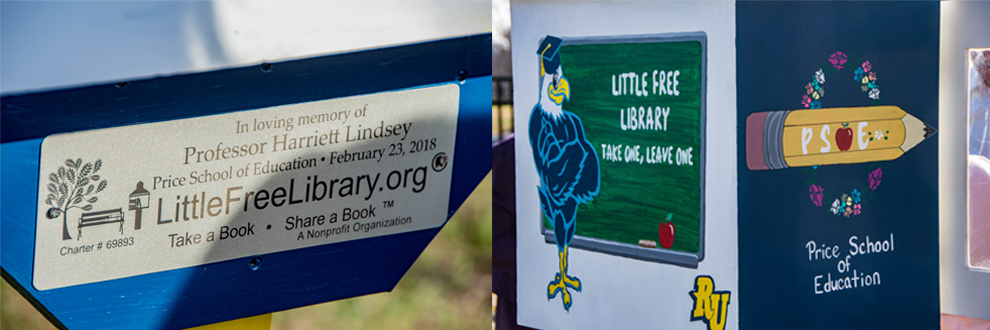 In loving memory of
Professor Harriett Lindsey
Price School of Education • February 23, 2018
LittleFreeLibrary.org®
Take a Book • Share a Book ™
A Nonprofit Organization
Charter # 69893
LITTLE FREE
LIBRARY
TAKE ONE, LEAVE ONE
RU
PSOE
Price School
of
Education